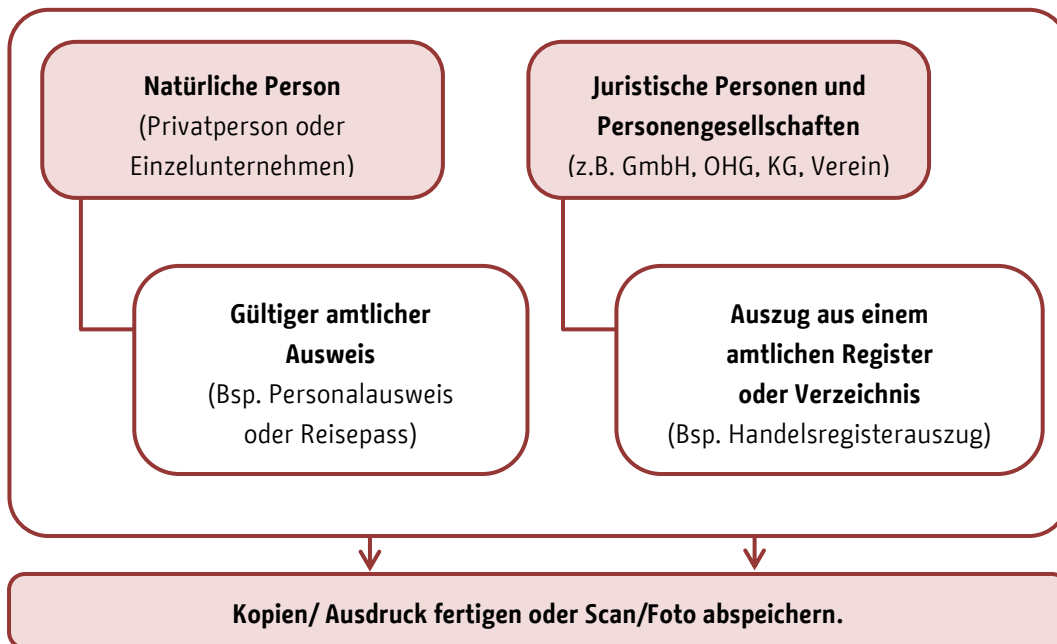 Natürliche Person
(Privatperson oder
Einzelunternehmen)
Juristische Personen und
Personengesellschaften
(z.B. GmbH, OHG, KG, Verein)
Gültiger amtlicher
Ausweis
(Bsp. Personalausweis
oder Reisepass)
Auszug aus einem
amtlichen Register
oder Verzeichnis
(Bsp. Handelsregisterauszug)
Kopien/ Ausdruck fertigen oder Scan/Foto abspeichern.